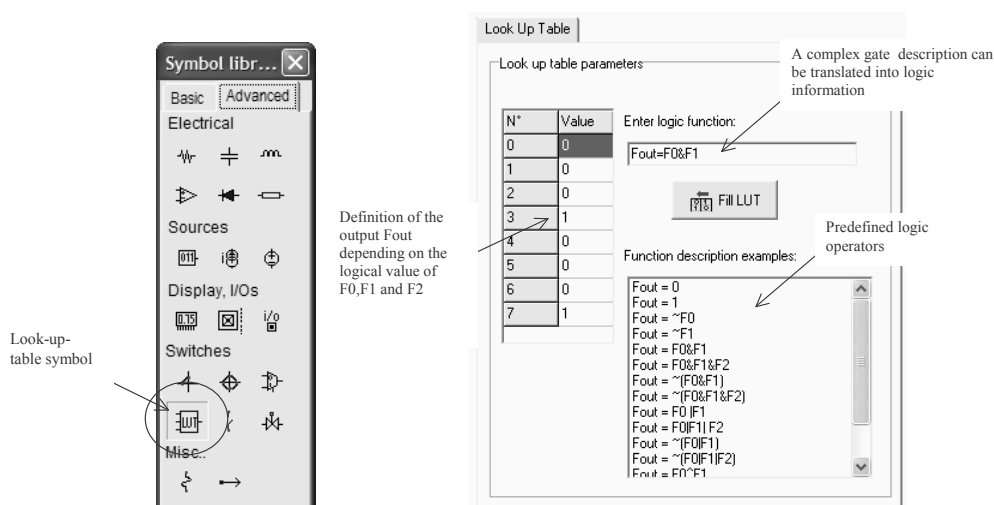 Look-up-
table symbol
Symbol libr...
Basic
Advanced
Electrical
Sources
011
i
Display, I/Os
0.15
i/o
Switches
LUT
Misc..
Definition of the
output Fout
depending on the
logical value of
F0,F1 and F2
Look Up Table
Look up table parameters
N° Value
0 0
1 0
2 0
3 1
4 0
5 0
6 0
7 1
Enter logic function:
Fout=F0&F1
Fill LUT
Function description examples:
Fout = 0
Fout = 1
Fout = ~F0
Fout = ~F1
Fout = F0&F1
Fout = F0&F1&F2
Fout = ~(F0&F1)
Fout = ~(F0&F1&F2)
Fout = F0 |F1
Fout = F0|F1| F2
Fout = ~(F0|F1)
Fout = ~(F0|F1|F2)
Fout = F0^F1
A complex gate description can
be translated into logic
information
Predefined logic
operators